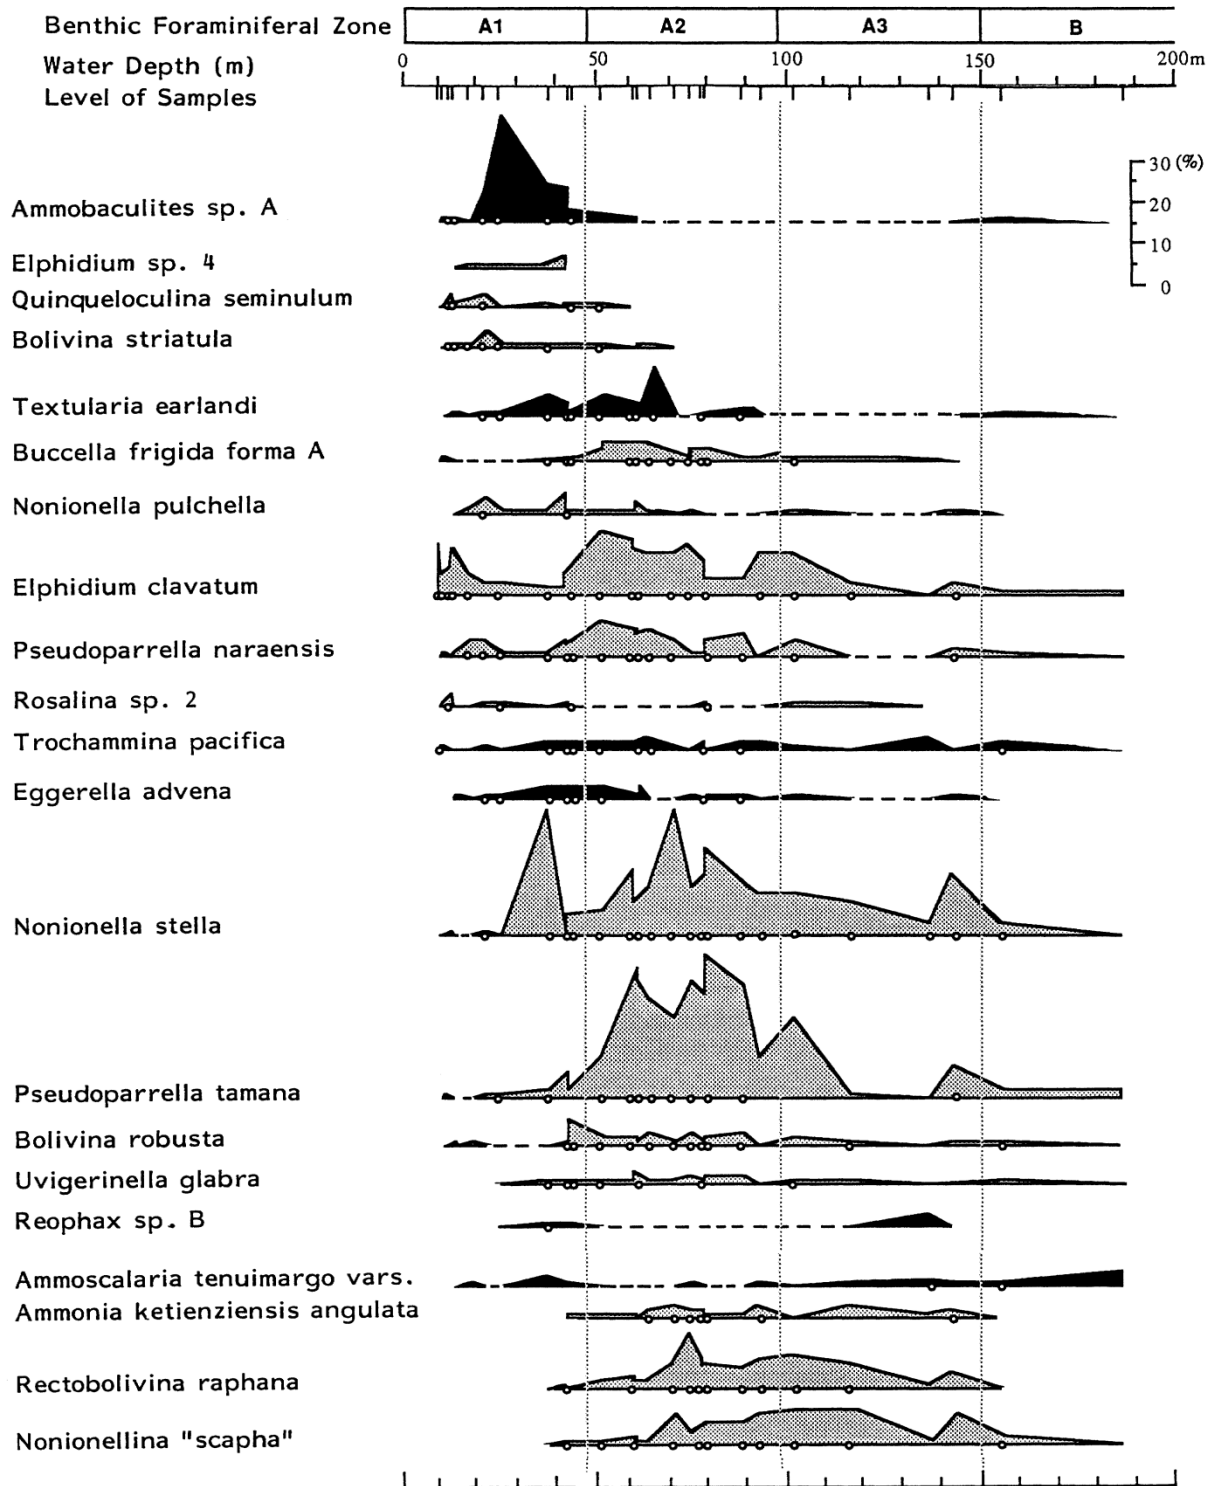 Benthic Foraminiferal Zone A1 A2 A3 B
Water Depth (m) 0 50 100 150 200m
Level of Samples
30 (%)
20
10
0
Ammobaculites sp. A
Elphidium sp. 4
Quinqueloculina seminulum
Bolivina striatula
Textularia earlandi
Buccella frigida forma A
Nonionella pulchella
Elphidium clavatum
Pseudoparrella naraensis
Rosalina sp. 2
Trochammina pacifica
Eggerella advena
Nonionella stella
Pseudoparrella tamana
Bolivina robusta
Uvigerinella glabra
Reophax sp. B
Ammoscalaria tenuimargo vars.
Ammonia ketienziensis angulata
Rectobolivina raphana
Nonionellina "scapha"